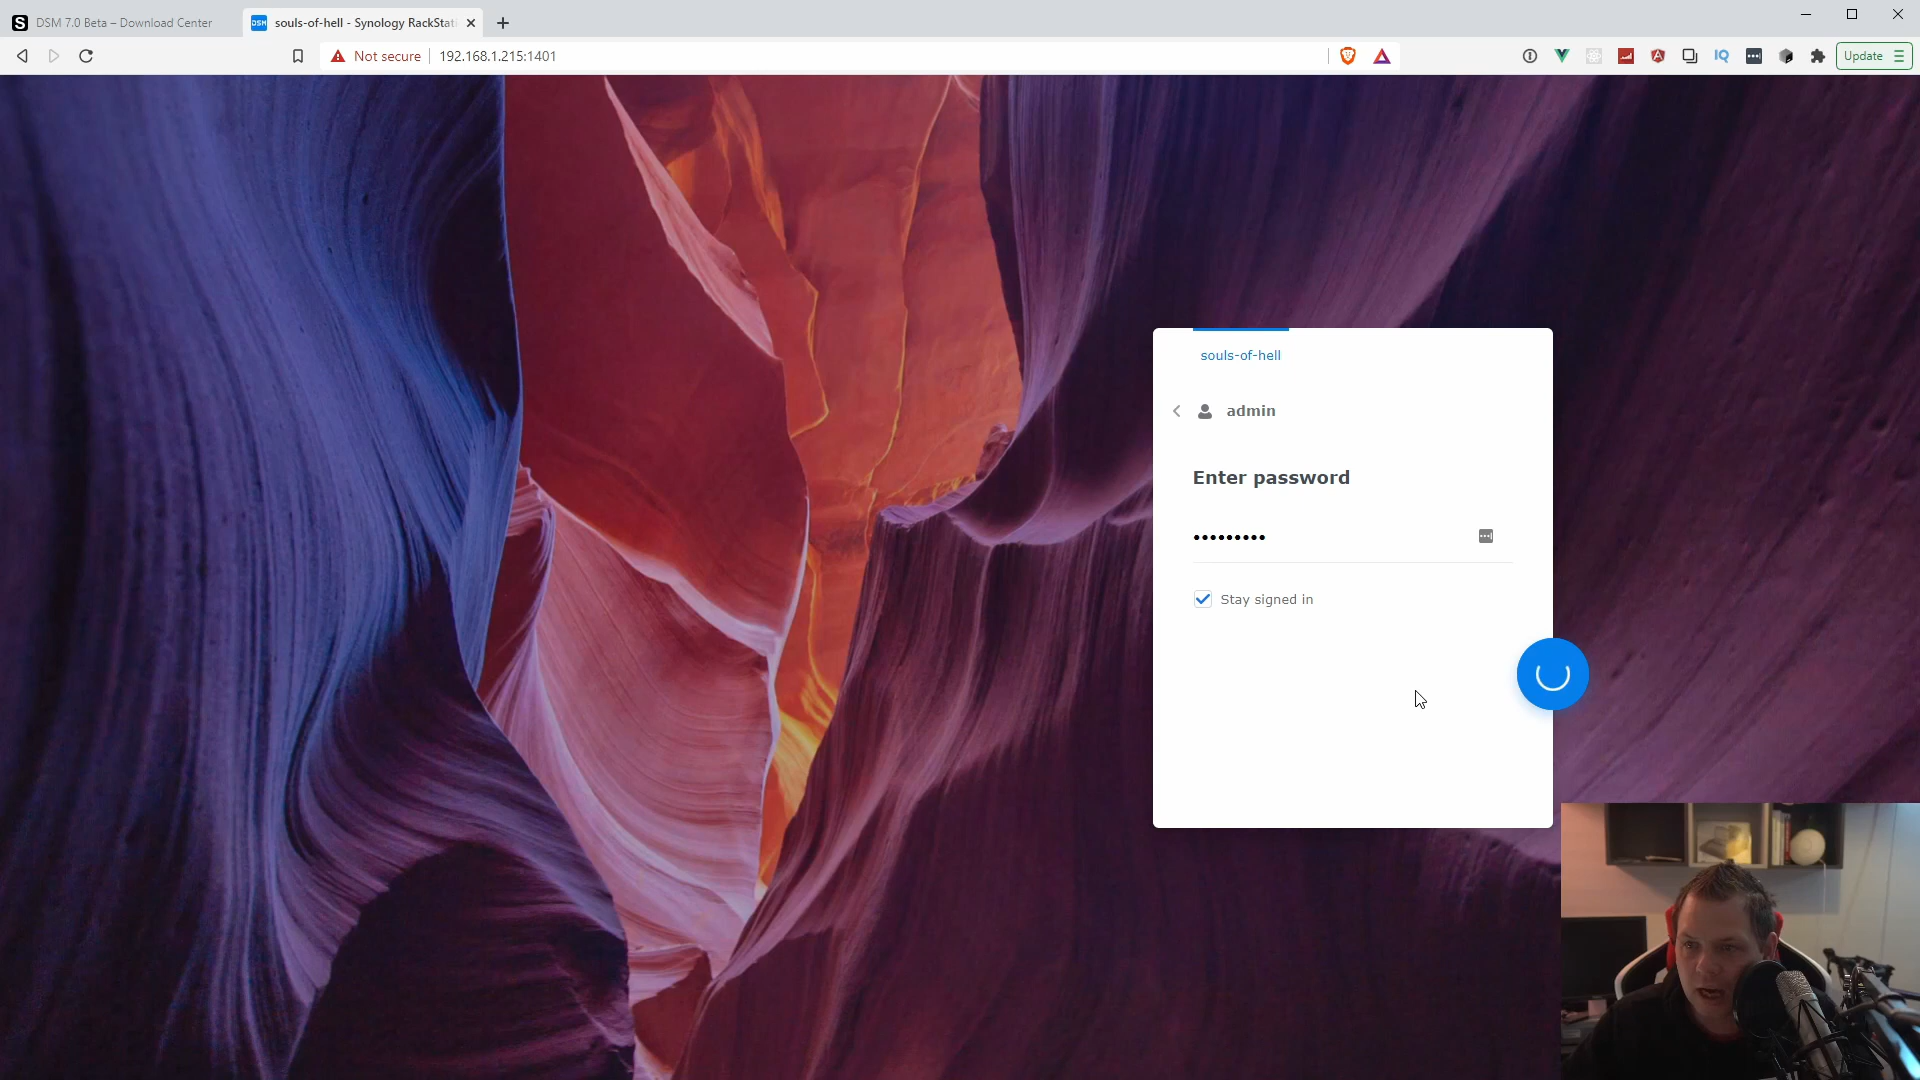 DSM 7.0 Beta – Download Center
souls-of-hell - Synology RackStati
Not secure
192.168.1.215:1401
Update
souls-of-hell
admin
Enter password
Stay signed in